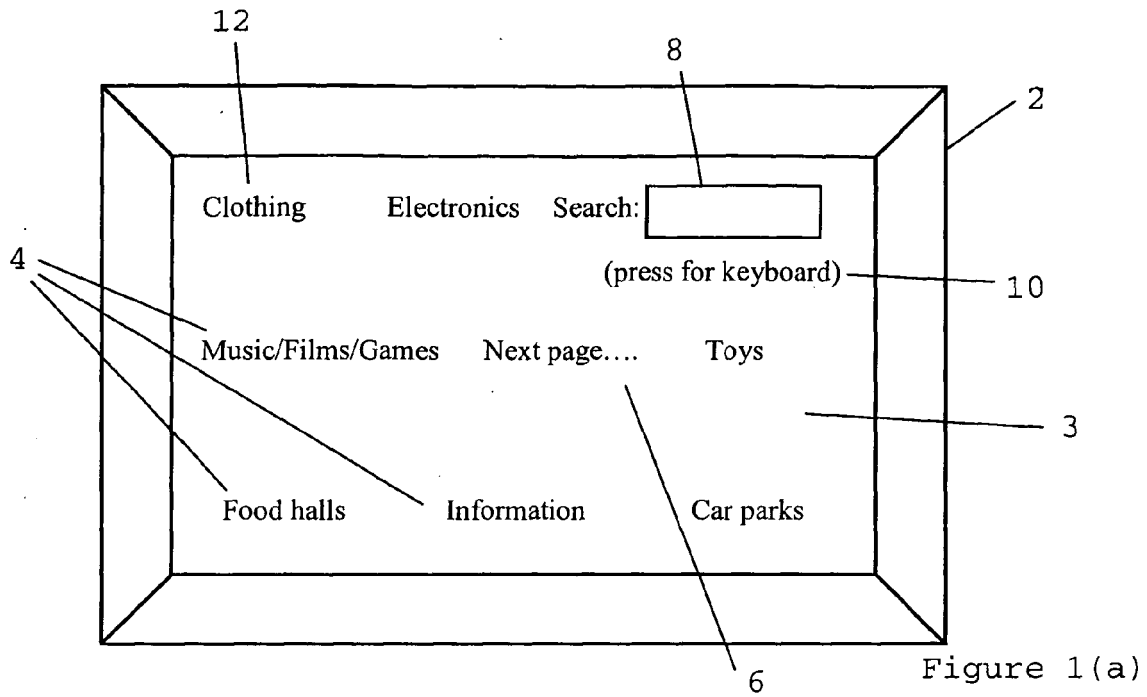 12
8
2
Clothing Electronics Search:
4
(press for keyboard)
10
Music/Films/Games Next page.... Toys
3
Food halls Information Car parks
6
Figure 1(a)